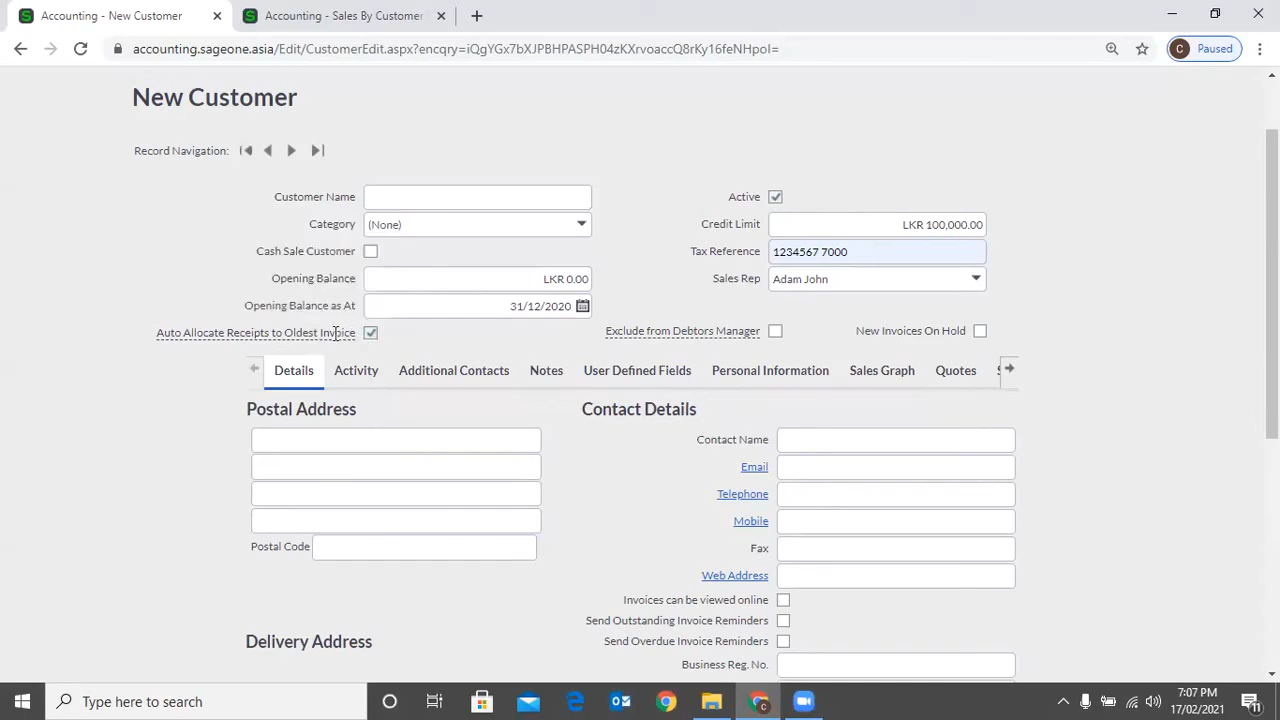 Accounting - New Customer
Accounting - Sales By Customer
accounting.sageone.asia/Edit/CustomerEdit.aspx?encqry=iQgYGx7bXJPBHPASPH04zKXrvoaccQ8rKy16feNHpoI=
C
Paused
New Customer
Record Navigation:
Customer Name
Active
Category (None)
Credit Limit LKR 100,000.00
Cash Sale Customer
Tax Reference 1234567 7000
Opening Balance LKR 0.00
Sales Rep Adam John
Opening Balance as At 31/12/2020
Auto Allocate Receipts to Oldest Invoice
Exclude from Debtors Manager
New Invoices On Hold
Details Activity Additional Contacts Notes User Defined Fields Personal Information Sales Graph Quotes
Postal Address
Contact Details
Contact Name
Email
Telephone
Mobile
Postal Code
Fax
Web Address
Invoices can be viewed online
Send Outstanding Invoice Reminders
Delivery Address
Send Overdue Invoice Reminders
Business Reg. No.
Type here to search
7:07 PM
17/02/2021
11